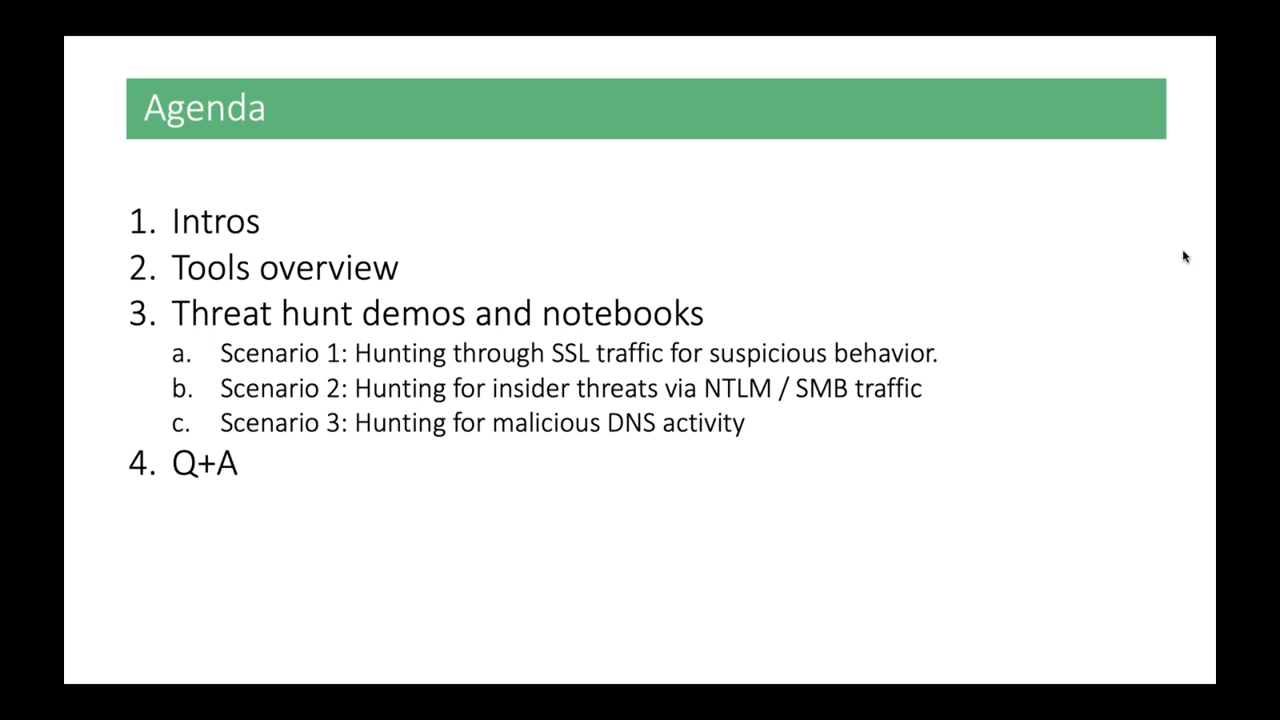 Agenda
1. Intros
2. Tools overview
3. Threat hunt demos and notebooks
a. Scenario 1: Hunting through SSL traffic for suspicious behavior.
b. Scenario 2: Hunting for insider threats via NTLM / SMB traffic
c. Scenario 3: Hunting for malicious DNS activity
4. Q+A